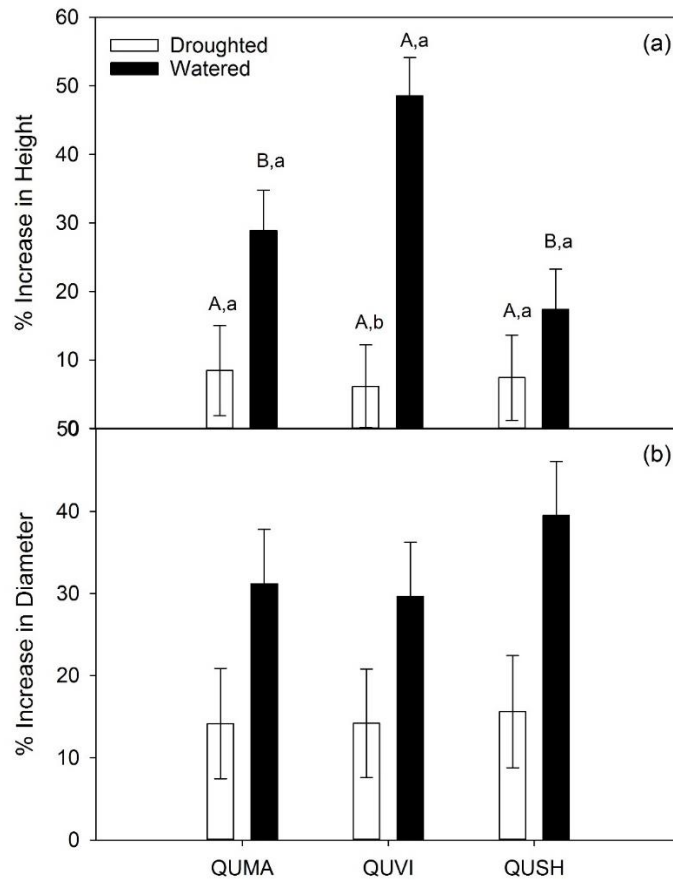 60
Droughted
Watered
(a)
A,a
50
B,a
40
30
B,a
20
A,a
A,b
A,a
10
% Increase in Height
50
(b)
40
30
20
10
0
% Increase in Diameter
QUMA QUVI QUSH